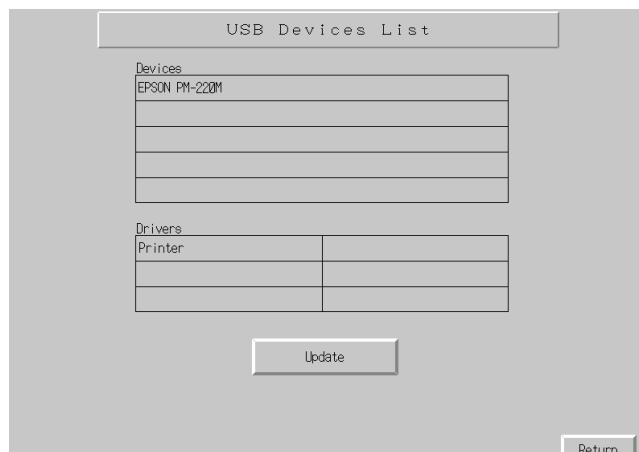 USB Devices List
Devices
EPSON PM-220M
Drivers
Printer
Update
Return